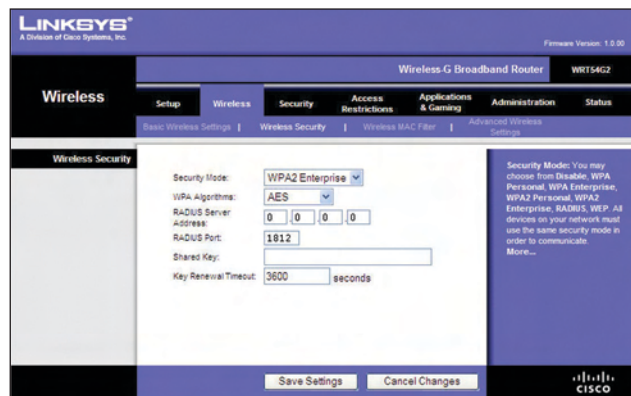 LINKSYS®
A Division of Cisco Systems, Inc.
Firmware Version: 1.0.00
Wireless-G Broadband Router WRT54G2
Wireless
Setup Wireless Security Access Restrictions Applications & Gaming Administration Status
Basic Wireless Settings | Wireless Security | Wireless MAC Filter | Advanced Wireless Settings
Wireless Security
Security Mode: WPA2 Enterprise
WPA Algorithms: AES
RADIUS Server Address: 0 . 0 . 0 . 0
RADIUS Port: 1812
Shared Key:
Key Renewal Timeout: 3600 seconds
Security Mode: You may
choose from Disable, WPA
Personal, WPA Enterprise,
WPA2 Personal, WPA2
Enterprise, RADIUS, WEP. All
devices on your network must
use the same security mode in
order to communicate.
More...
Save Settings Cancel Changes
CISCO